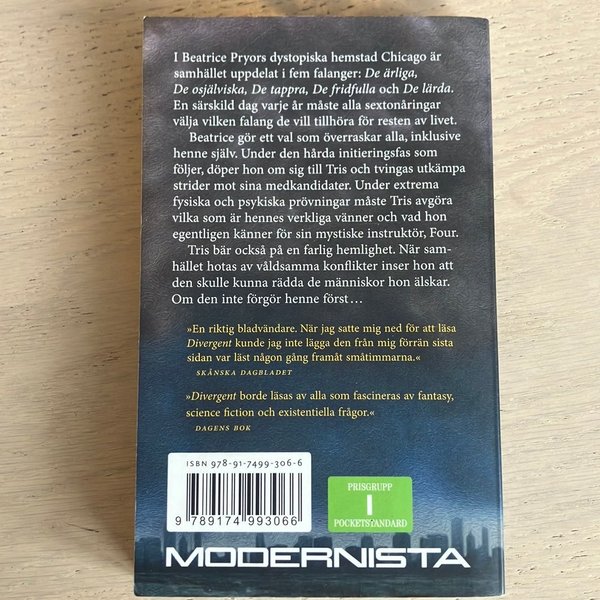 I Beatrice Pryors dystopiska hemstad Chicago är
samhället uppdelat i fem falanger: De ärliga,
De osjälviska, De tappra, De fridfulla och De lärda.
En särskild dag varje år måste alla sextonåringar
välja vilken falang de vill tillhöra för resten av livet.
Beatrice gör ett val som överraskar alla, inklusive
henne själv. Under den hårda initieringsfas som
följer, döper hon om sig till Tris och tvingas utkämpa
strider mot sina medkandidater. Under extrema
fysiska och psykiska prövningar måste Tris avgöra
vilka som är hennes verkliga vänner och vad hon
egentligen känner för sin mystiske instruktör, Four.
Tris bär också på en farlig hemlighet. När sam-
hället hotas av våldsamma konflikter inser hon att
den skulle kunna rädda de människor hon älskar.
Om den inte förgör henne först…
»En riktig bladvändare. När jag satte mig ned för att läsa
Divergent kunde jag inte lägga den från mig förrän sista
sidan var läst någon gång framåt småtimmarna.«
SKÅNSKA DAGBLADET
»Divergent borde läsas av alla som fascineras av fantasy,
science fiction och existentiella frågor.«
DAGENS BOK
ISBN 978-91-7499-306-6
9 789174 993066
PRISGRUPP
I
POCKETSTANDARD
MODERNISTA